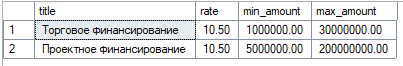 title rate min_amount max_amount
1 Торговое финансирование 10.50 1000000.00 30000000.00
2 Проектное финансирование 10.50 5000000.00 200000000.00